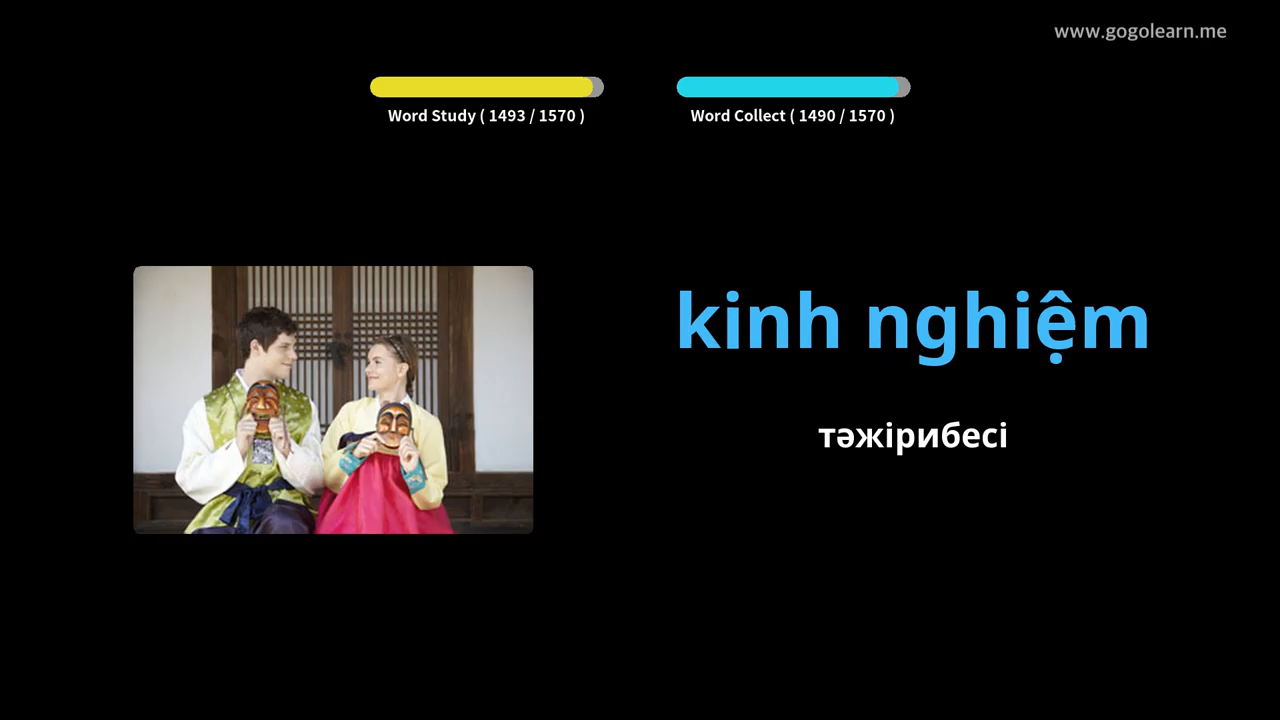 www.gogolearn.me
Word Study ( 1493 / 1570 )
Word Collect ( 1490 / 1570 )
kinh nghiệm
тәжірибесі